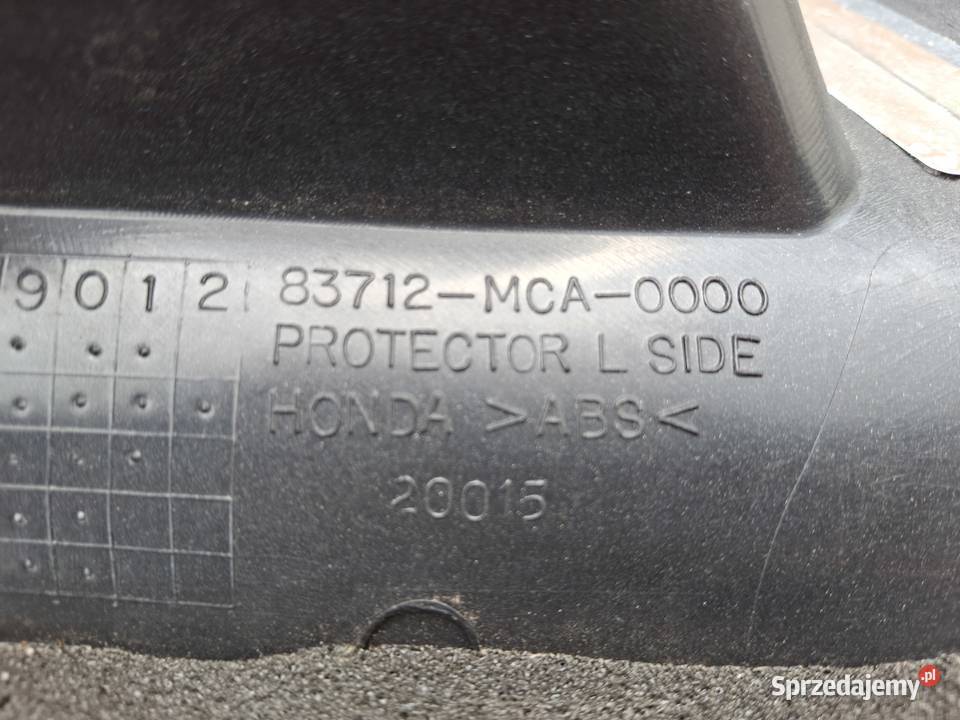 9 0 1 2
83712-MCA-0000
PROTECTOR L SIDE
HONDA >ABS<
20015
Sprzedajemy.pl